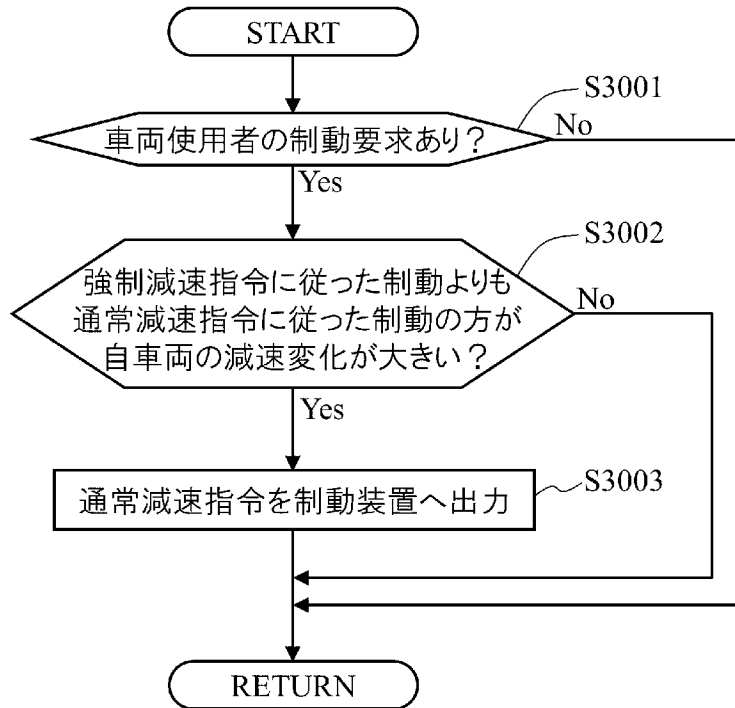 START
S3001
車両使用者の制動要求あり？
No
Yes
S3002
強制減速指令に従った制動よりも
通常減速指令に従った制動の方が
自車両の減速変化が大きい？
No
Yes
通常減速指令を制動装置へ出力
S3003
RETURN